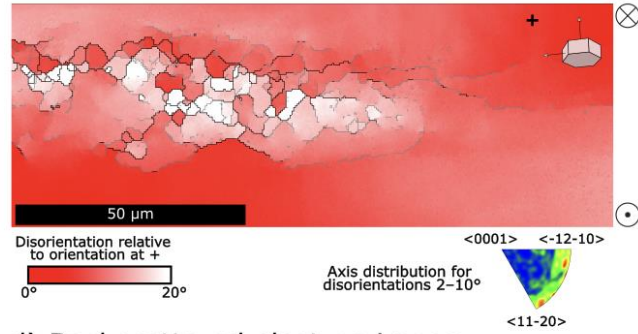 +
50 µm
Disorientation relative
to orientation at +
0° 20°
Axis distribution for
disorientations 2–10°
<0001> <-12-10>
<11-20>